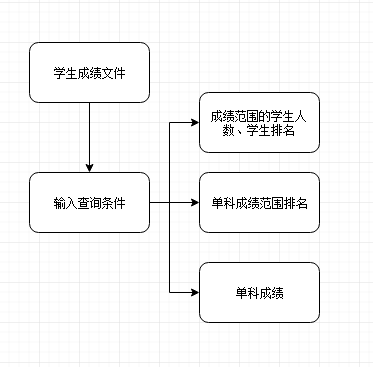 学生成绩文件
成绩范围的学生人
数、学生排名
输入查询条件
单科成绩范围排名
单科成绩